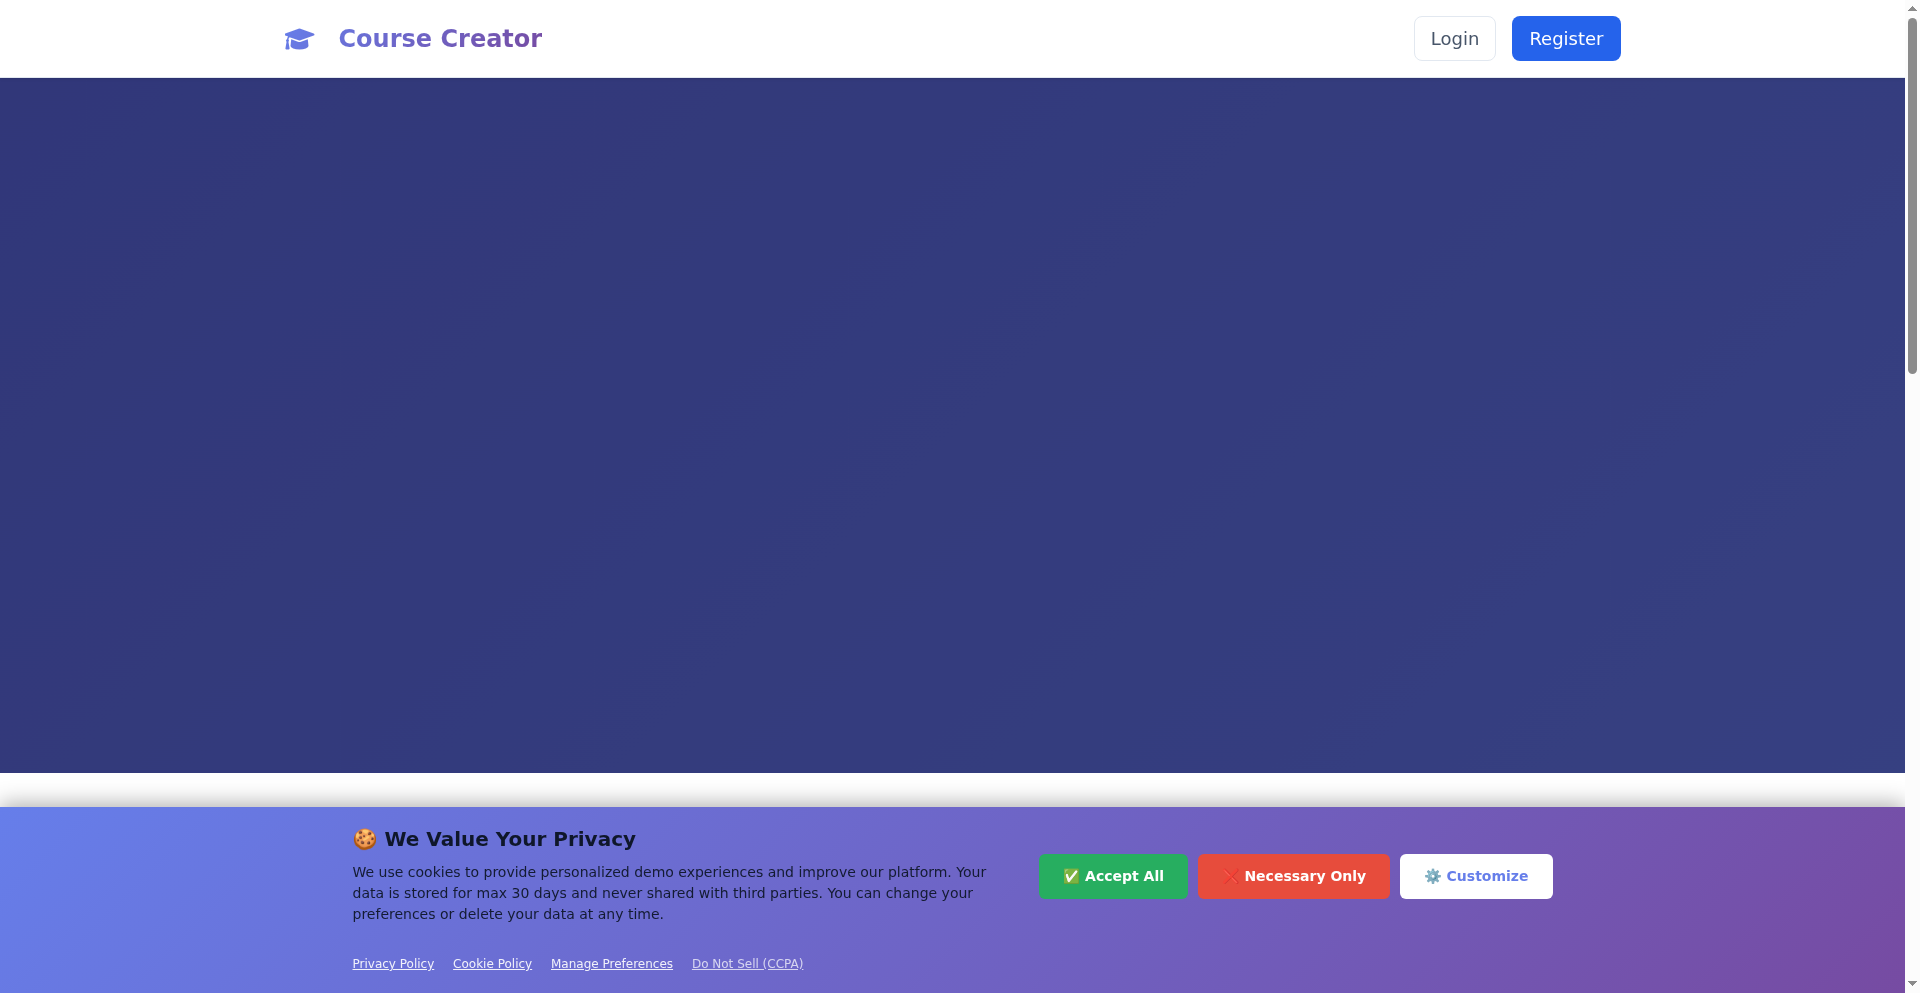 Course Creator
Login
Register
🍪 We Value Your Privacy
We use cookies to provide personalized demo experiences and improve our platform. Your
data is stored for max 30 days and never shared with third parties. You can change your
preferences or delete your data at any time.
✅ Accept All
❌ Necessary Only
⚙️ Customize
Privacy Policy
Cookie Policy
Manage Preferences
Do Not Sell (CCPA)